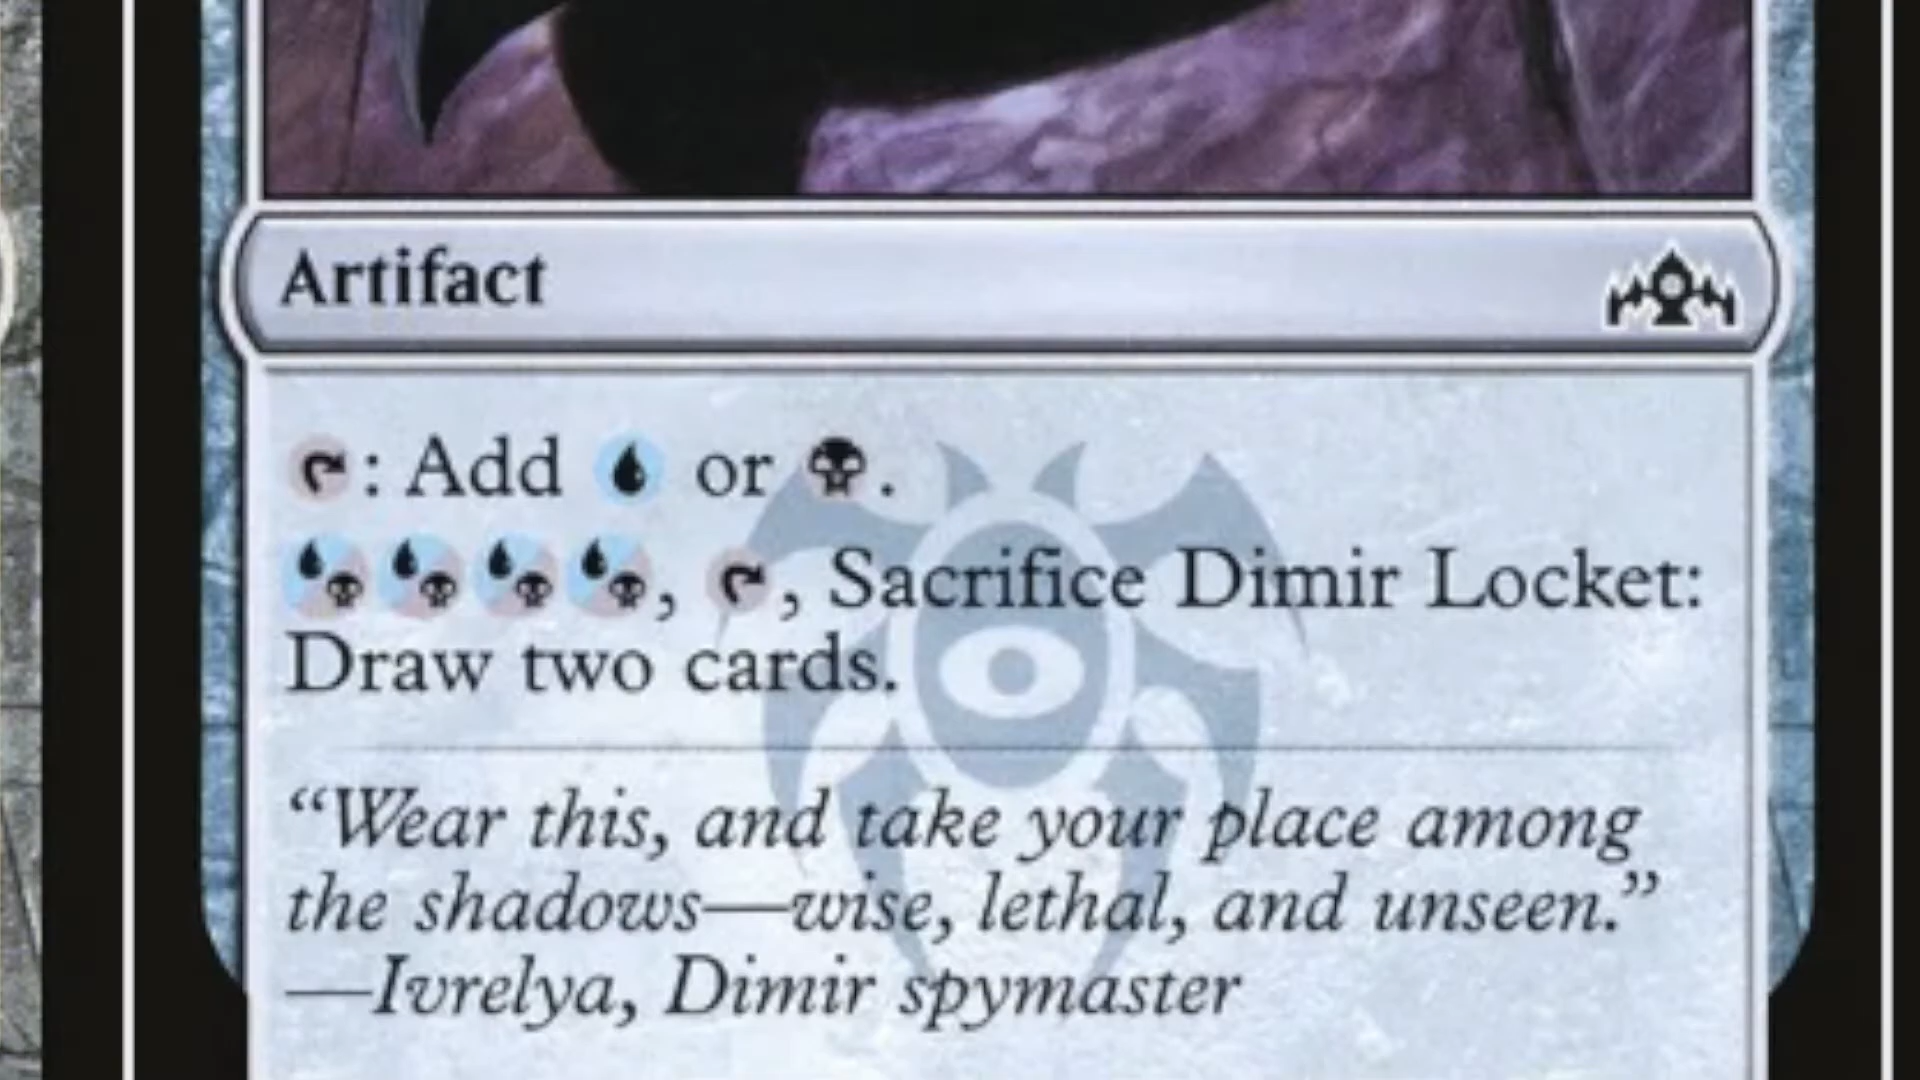 Artifact
: Add or .
, , Sacrifice Dimir Locket:
Draw two cards.
“Wear this, and take your place among
the shadows—wise, lethal, and unseen.”
—Ivrelya, Dimir spymaster